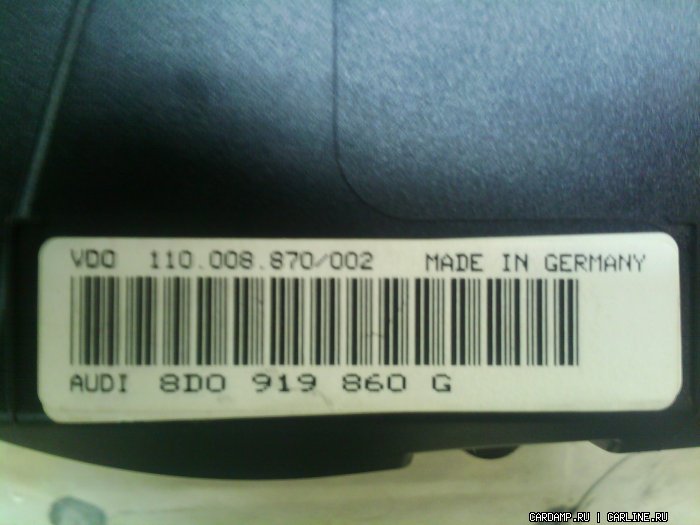 VDO 110.008.870/002 MADE IN GERMANY
AUDI 8D0 919 860 G
CARDAMP.RU | CARLINE.RU